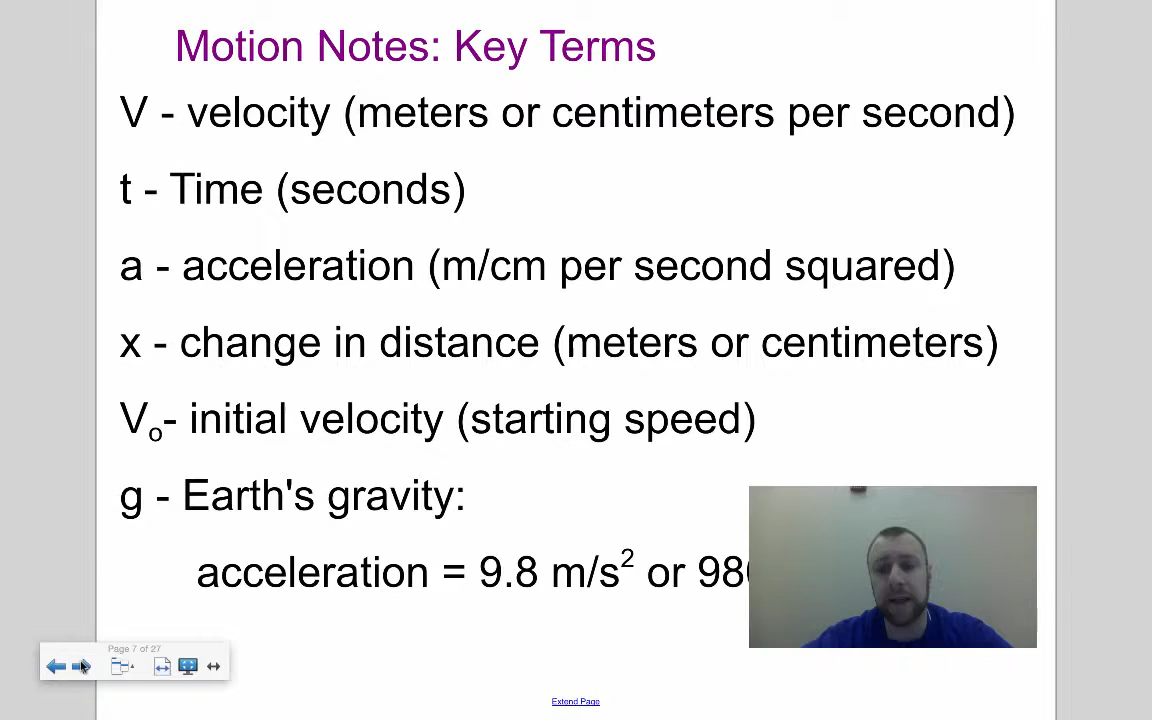 Motion Notes: Key Terms
V - velocity (meters or centimeters per second)
t - Time (seconds)
a - acceleration (m/cm per second squared)
x - change in distance (meters or centimeters)
Vo- initial velocity (starting speed)
g - Earth's gravity:
acceleration = 9.8 m/s² or 98
Page 7 of 27
Extend Page